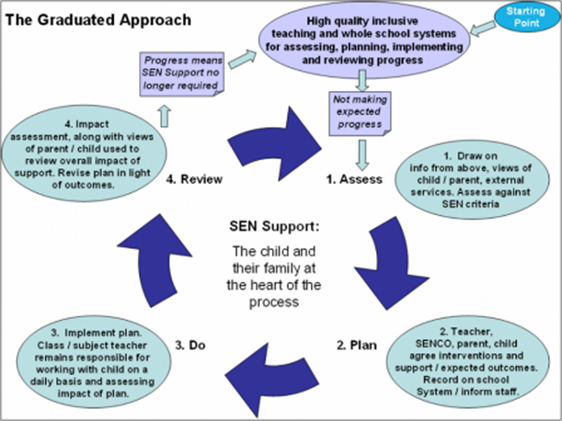 The Graduated Approach
Starting
Point
High quality inclusive
teaching and whole school systems
for assessing, planning, implementing
and reviewing progress
Progress means
SEN Support no
longer required
Not making
expected
progress
4. Impact
assessment, along with views
of parent / child used to
review overall impact of
support. Revise plan in light
of outcomes.
4. Review
1. Assess
1. Draw on
info from above, views of
child / parent, external
services. Assess against
SEN criteria
SEN Support:
The child and
their family at
the heart of the
process
3. Implement plan.
Class / subject teacher
remains responsible for
working with child on a
daily basis and assessing
impact of plan.
3. Do
2. Plan
2. Teacher,
SENCO, parent, child
agree interventions and
support / expected outcomes.
Record on school
System / inform staff.